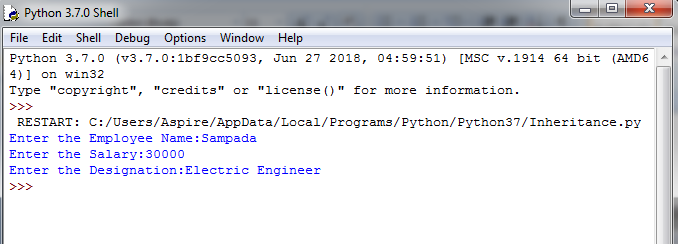 Python 3.7.0 Shell
File Edit Shell Debug Options Window Help
Python 3.7.0 (v3.7.0:1bf9cc5093, Jun 27 2018, 04:59:51) [MSC v.1914 64 bit (AMD6
4)] on win32
Type "copyright", "credits" or "license()" for more information.
>>>
RESTART: C:/Users/Aspire/AppData/Local/Programs/Python/Python37/Inheritance.py
Enter the Employee Name:Sampada
Enter the Salary:30000
Enter the Designation:Electric Engineer
>>>